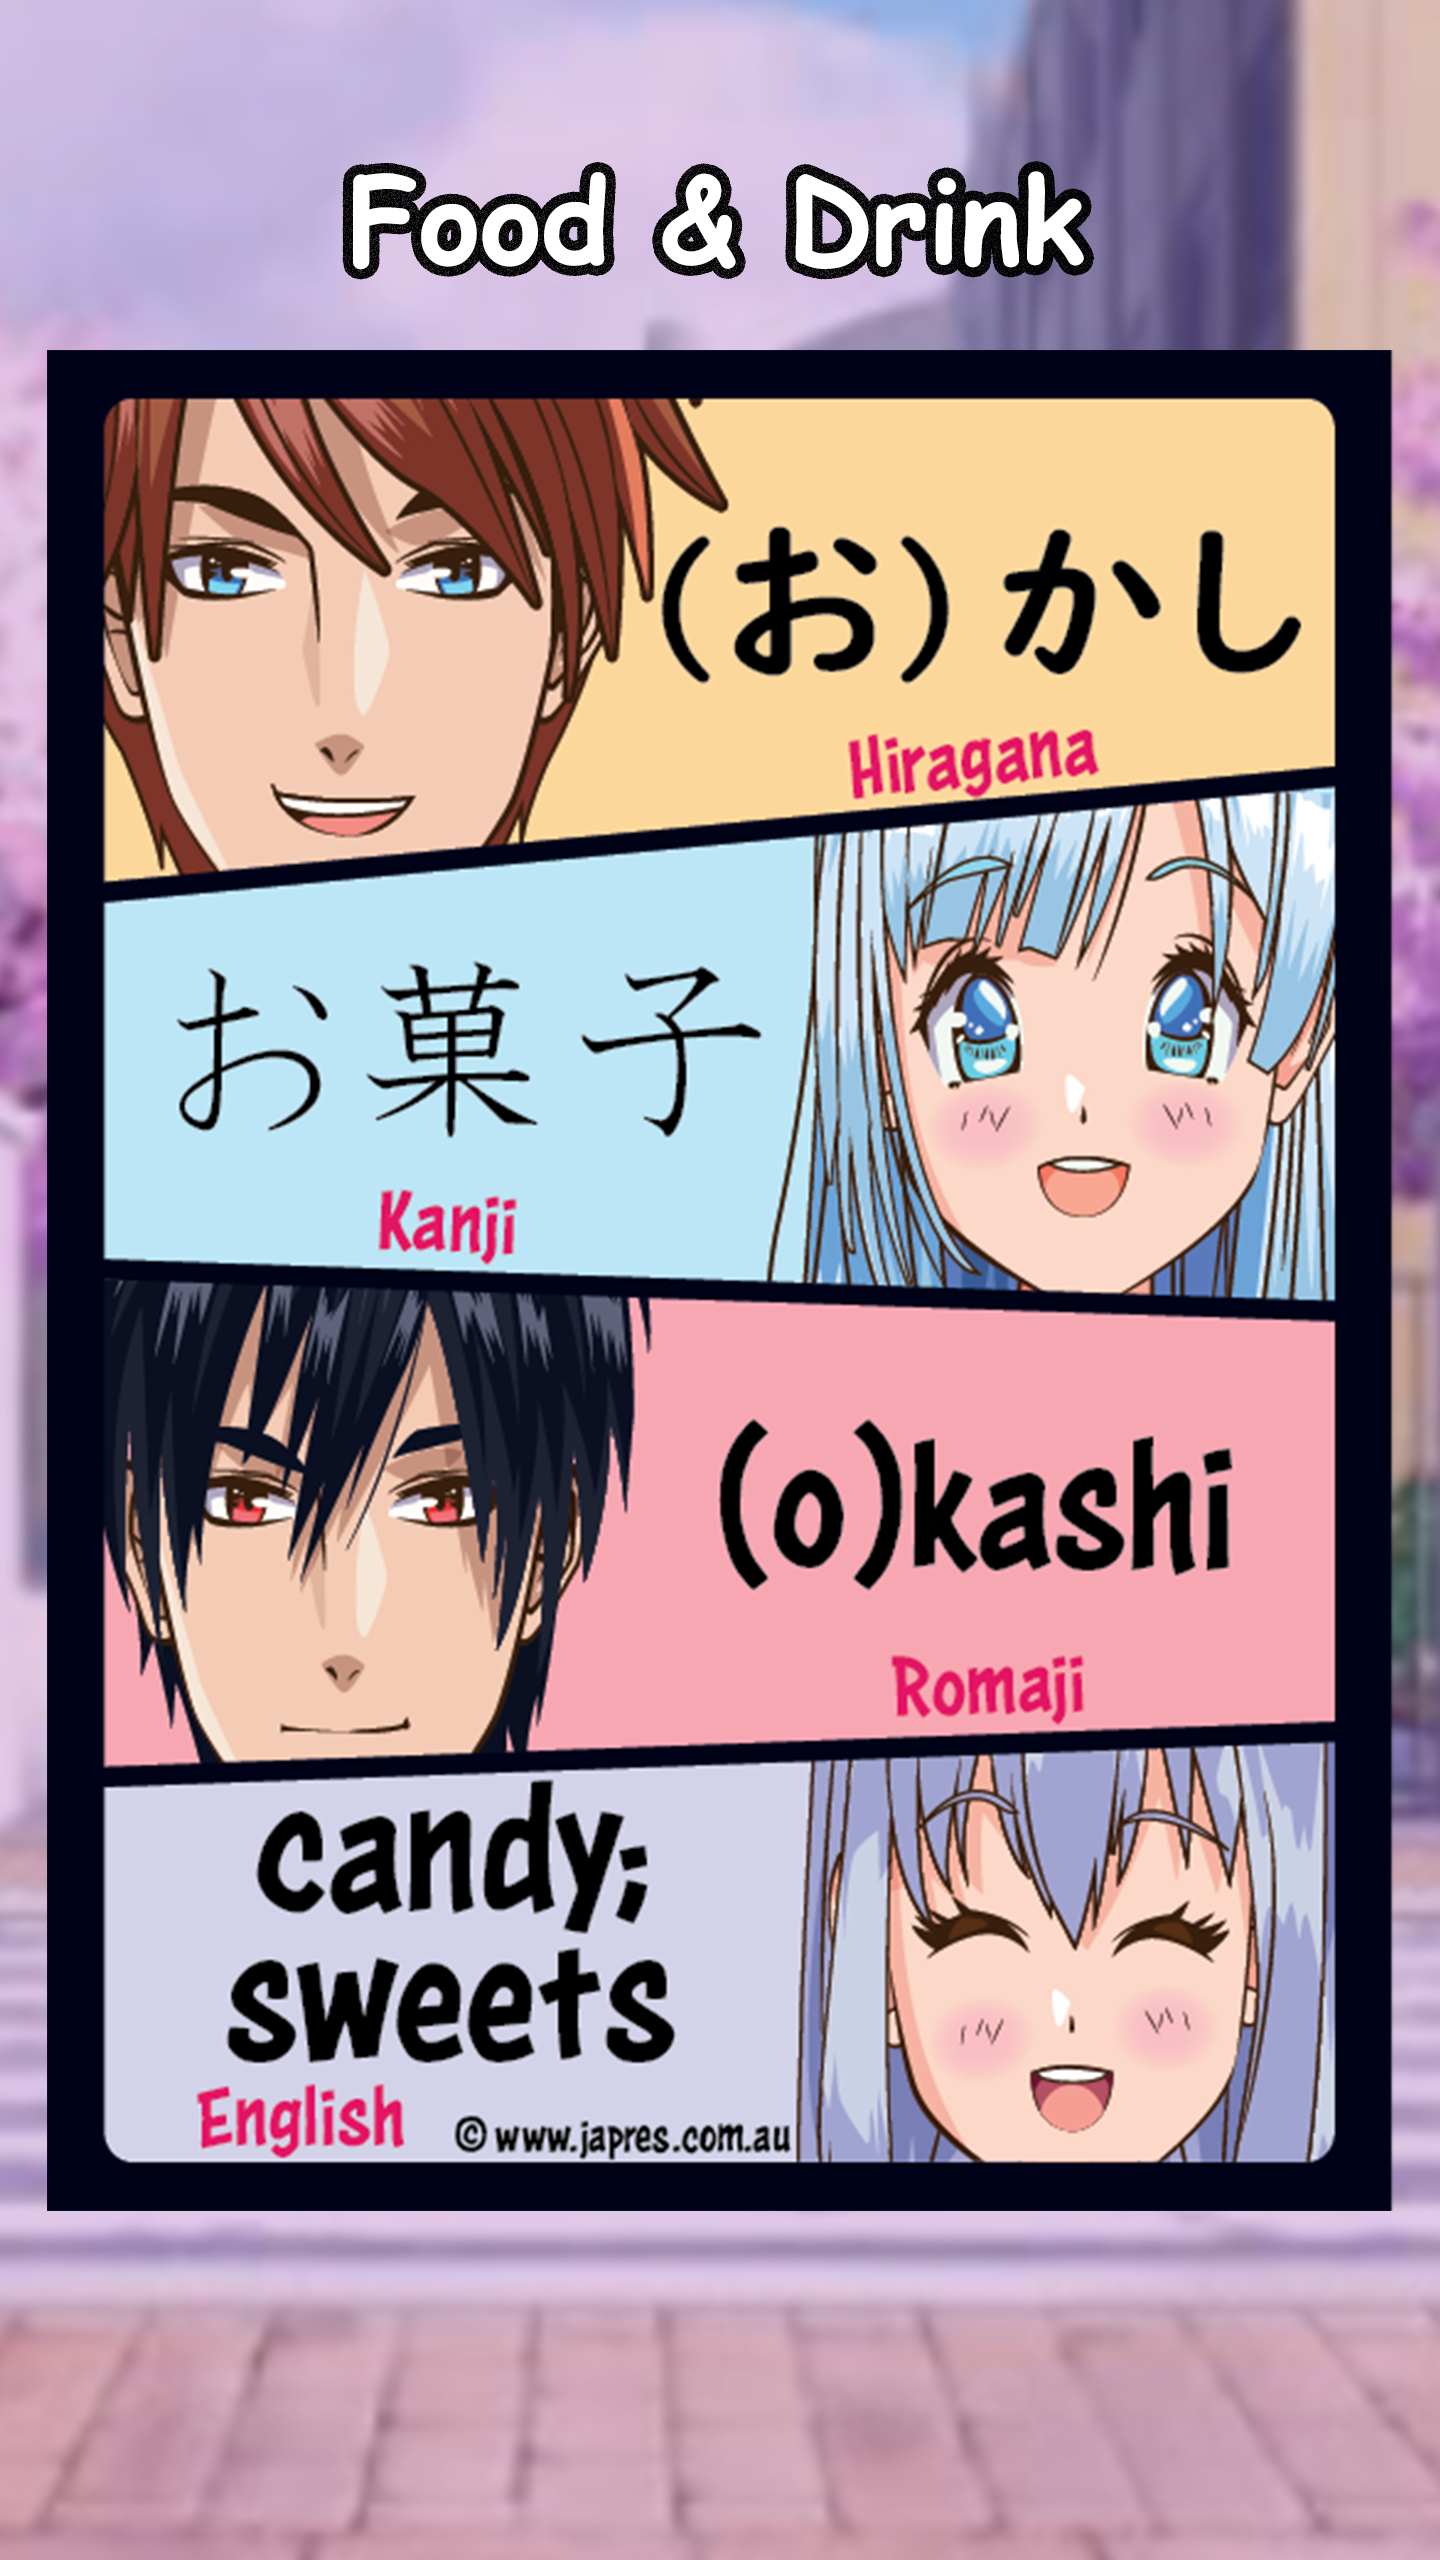 Food & Drink
(お)かし
Hiragana
お菓子
Kanji
(o)kashi
Romaji
candy;
sweets
English
© www.japres.com.au